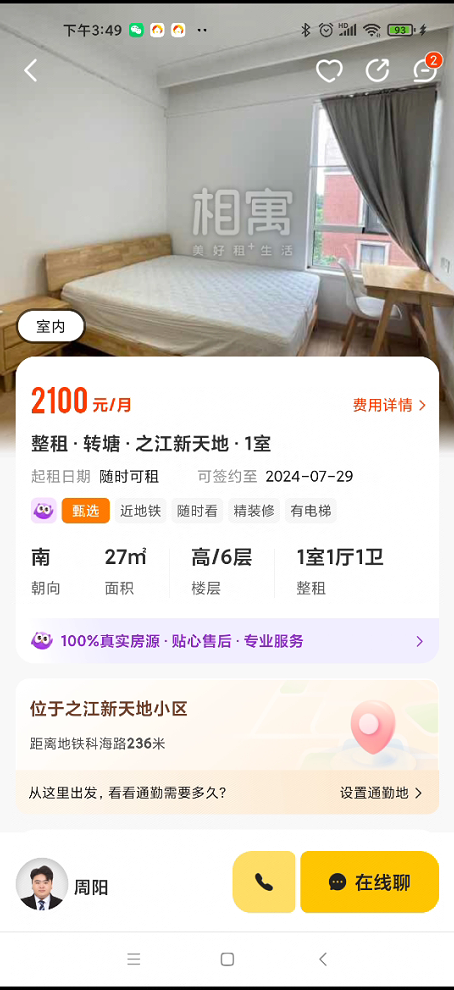 下午3:49 ··
HD 93
2
相寓
美好租+生活
室内
2100 元/月 费用详情
整租 · 转塘 · 之江新天地 · 1室
起租日期 随时可租 可签约至 2024-07-29
甄选 近地铁 随时看 精装修 有电梯
南 27㎡ 高/6层 1室1厅1卫
朝向 面积 楼层 整租
100%真实房源 · 贴心售后 · 专业服务
位于之江新天地小区
距离地铁科海路236米
从这里出发，看看通勤需要多久？ 设置通勤地
周阳 在线聊